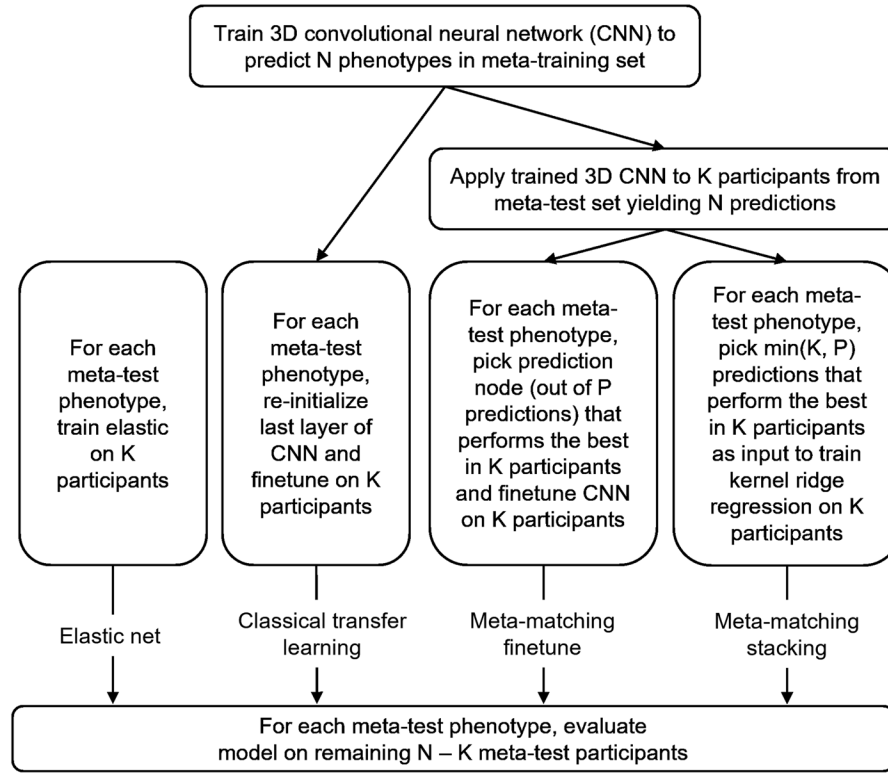 Train 3D convolutional neural network (CNN) to
predict N phenotypes in meta-training set
Apply trained 3D CNN to K participants from
meta-test set yielding N predictions
For each
meta-test
phenotype,
train elastic
on K
participants
For each
meta-test
phenotype,
re-initialize
last layer of
CNN and
finetune on K
participants
For each meta-
test phenotype,
pick prediction
node (out of P
predictions) that
performs the best
in K participants
and finetune CNN
on K participants
For each meta-
test phenotype,
pick min(K, P)
predictions that
perform the best
in K participants
as input to train
kernel ridge
regression on K
participants
Elastic net
Classical transfer
learning
Meta-matching
finetune
Meta-matching
stacking
For each meta-test phenotype, evaluate
model on remaining N – K meta-test participants